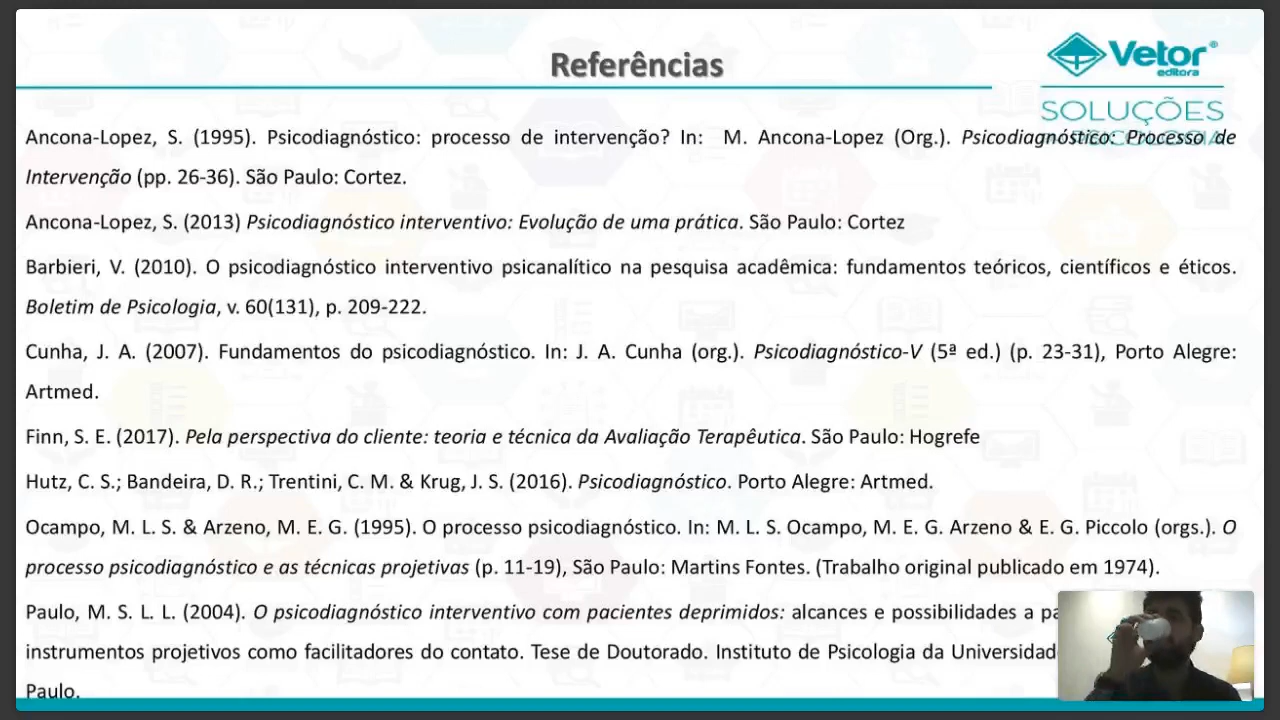 Referências
Vetor
editora
SOLUÇÕES
Ancona-Lopez, S. (1995). Psicodiagnóstico: processo de intervenção? In: M. Ancona-Lopez (Org.). Psicodiagnóstico: Processo de
Intervenção (pp. 26-36). São Paulo: Cortez.
Ancona-Lopez, S. (2013) Psicodiagnóstico interventivo: Evolução de uma prática. São Paulo: Cortez
Barbieri, V. (2010). O psicodiagnóstico interventivo psicanalítico na pesquisa acadêmica: fundamentos teóricos, científicos e éticos.
Boletim de Psicologia, v. 60(131), p. 209-222.
Cunha, J. A. (2007). Fundamentos do psicodiagnóstico. In: J. A. Cunha (org.). Psicodiagnóstico-V (5ª ed.) (p. 23-31), Porto Alegre:
Artmed.
Finn, S. E. (2017). Pela perspectiva do cliente: teoria e técnica da Avaliação Terapêutica. São Paulo: Hogrefe
Hutz, C. S.; Bandeira, D. R.; Trentini, C. M. & Krug, J. S. (2016). Psicodiagnóstico. Porto Alegre: Artmed.
Ocampo, M. L. S. & Arzeno, M. E. G. (1995). O processo psicodiagnóstico. In: M. L. S. Ocampo, M. E. G. Arzeno & E. G. Piccolo (orgs.). O
processo psicodiagnóstico e as técnicas projetivas (p. 11-19), São Paulo: Martins Fontes. (Trabalho original publicado em 1974).
Paulo, M. S. L. L. (2004). O psicodiagnóstico interventivo com pacientes deprimidos: alcances e possibilidades a
instrumentos projetivos como facilitadores do contato. Tese de Doutorado. Instituto de Psicologia da
Paulo.